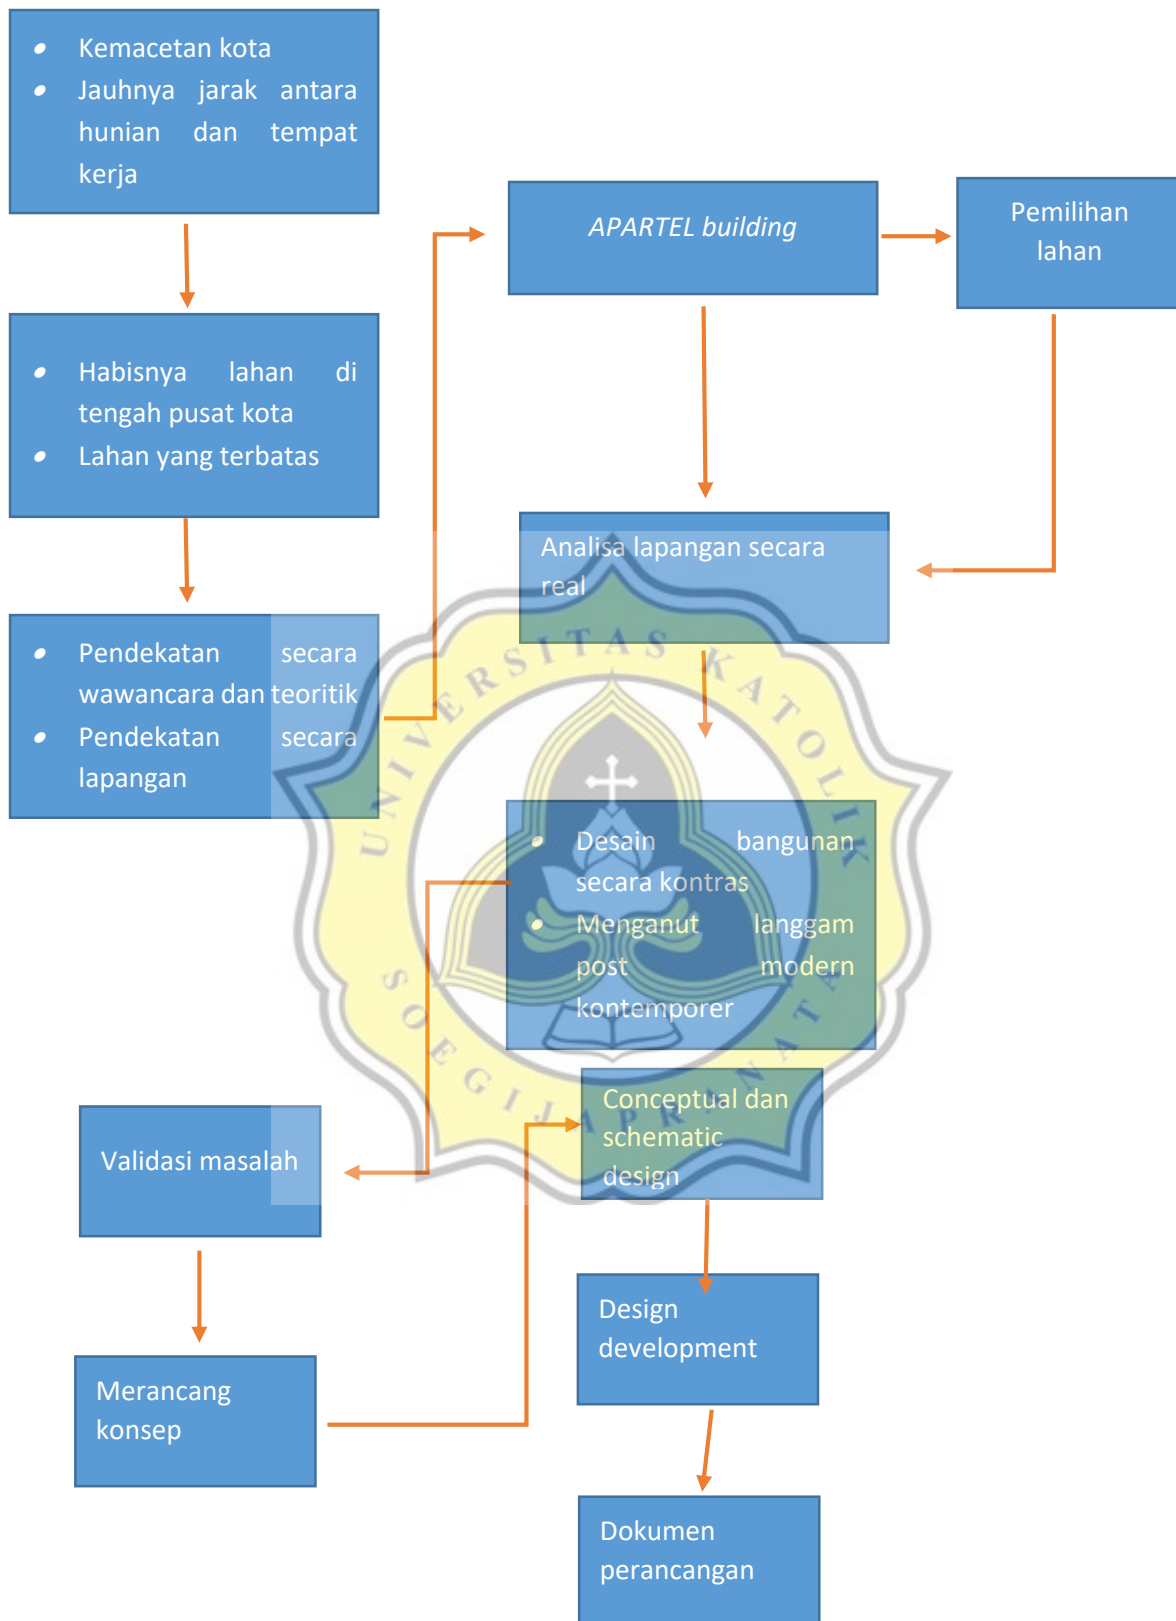 • Kemacetan kota
• Jauhnya jarak antara
hunian dan tempat
kerja
• Habisnya lahan di
tengah pusat kota
• Lahan yang terbatas
• Pendekatan secara
wawancara dan teoritik
• Pendekatan secara
lapangan
APARTEL building
Pemilihan
lahan
Analisa lapangan secara
real
• Desain bangunan
secara kontras
• Menganut langgam
post modern
kontemporer
Validasi masalah
Merancang
konsep
Conceptual dan
schematic
design
Design
development
Dokumen
perancangan
UNIVERSITAS KATOLIK
SOEGIJAPRANATA